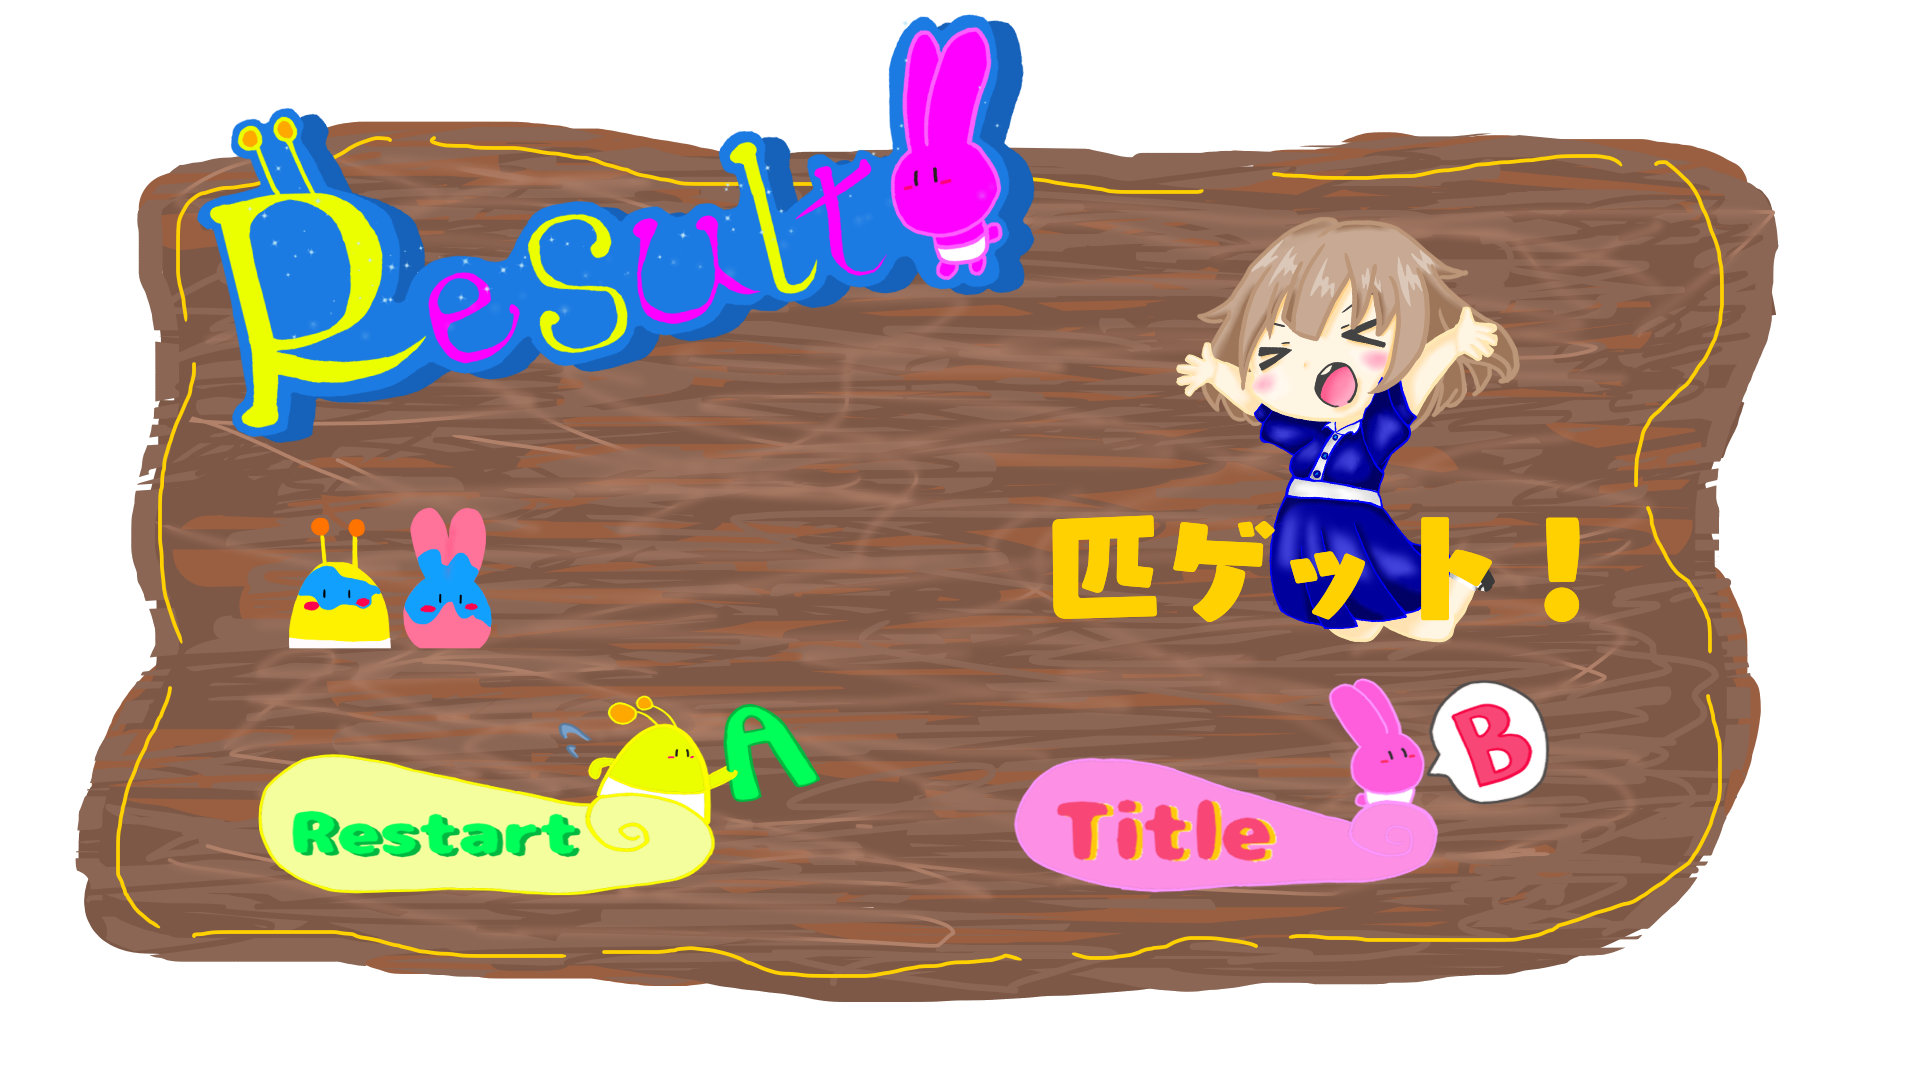 Result
匹ゲット!
A
Restart
B
Title